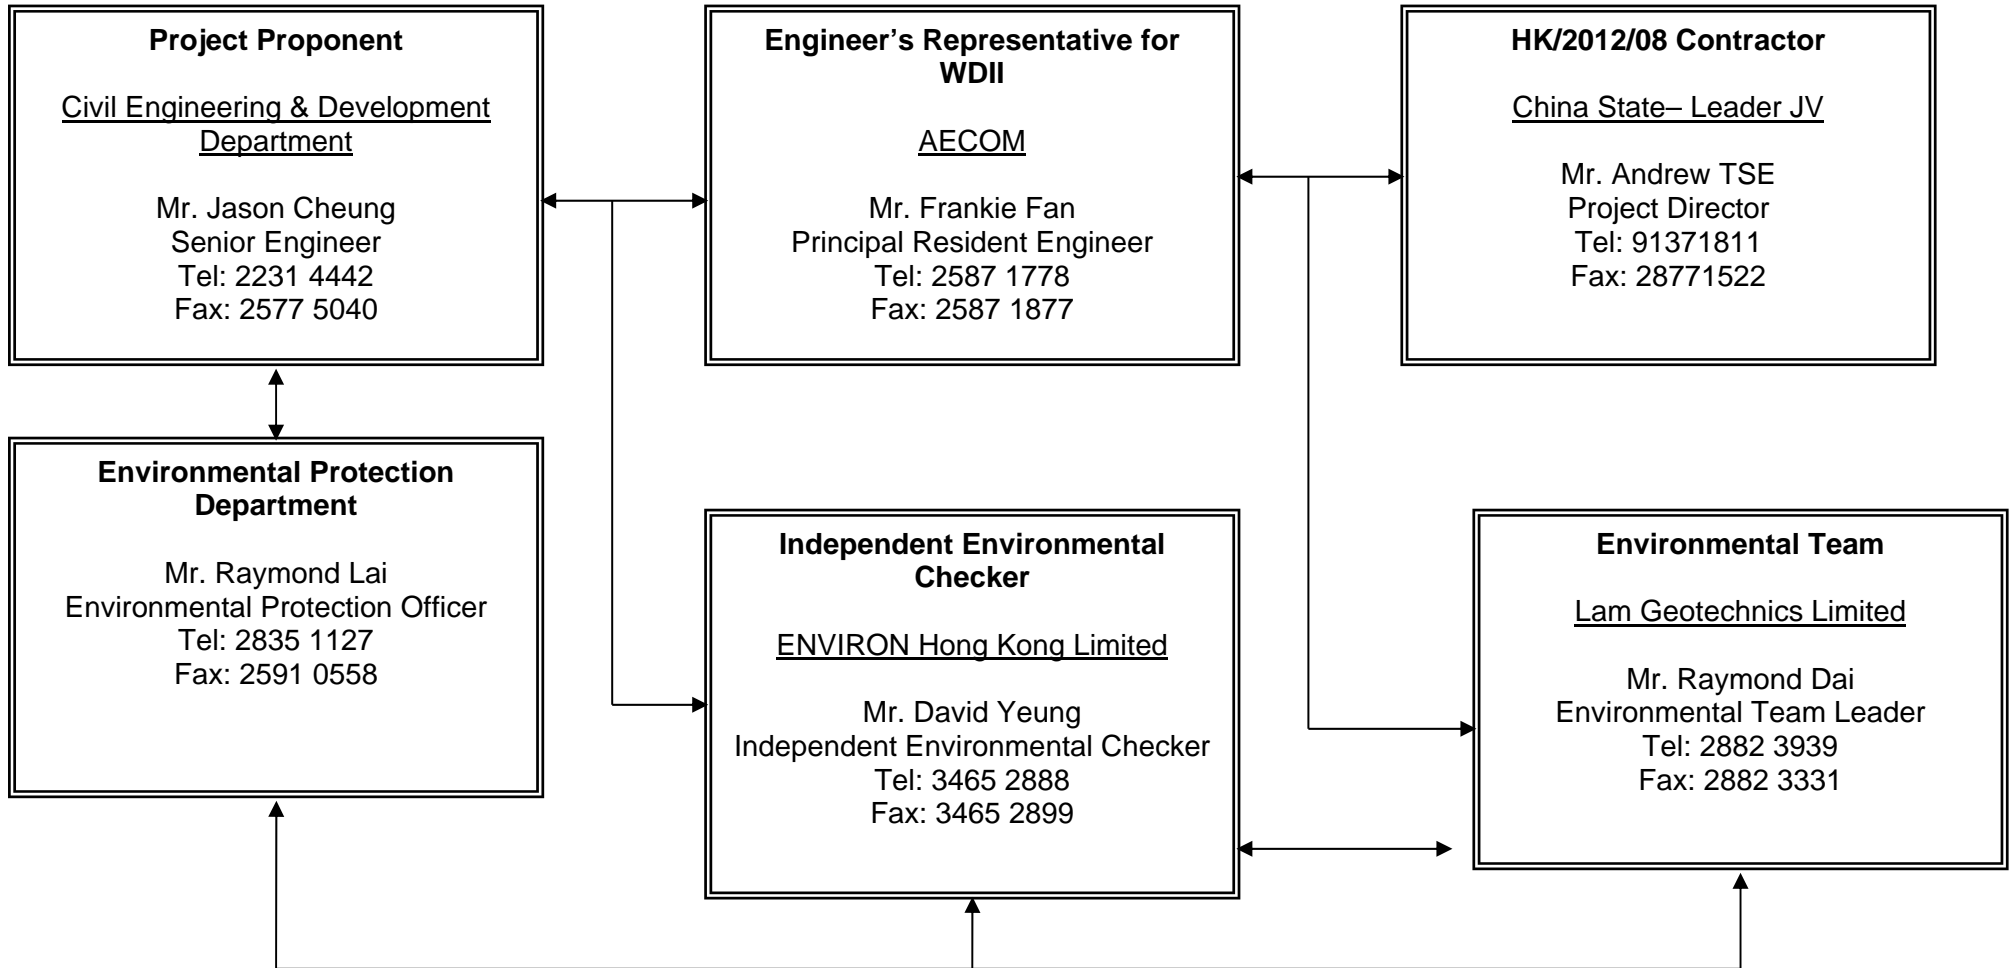 Project Proponent
Civil Engineering & Development
Department
Mr. Jason Cheung
Senior Engineer
Tel: 2231 4442
Fax: 2577 5040
Engineer’s Representative for
WDII
AECOM
Mr. Frankie Fan
Principal Resident Engineer
Tel: 2587 1778
Fax: 2587 1877
HK/2012/08 Contractor
China State– Leader JV
Mr. Andrew TSE
Project Director
Tel: 91371811
Fax: 28771522
Environmental Protection
Department
Mr. Raymond Lai
Environmental Protection Officer
Tel: 2835 1127
Fax: 2591 0558
Independent Environmental
Checker
ENVIRON Hong Kong Limited
Mr. David Yeung
Independent Environmental Checker
Tel: 3465 2888
Fax: 3465 2899
Environmental Team
Lam Geotechnics Limited
Mr. Raymond Dai
Environmental Team Leader
Tel: 2882 3939
Fax: 2882 3331